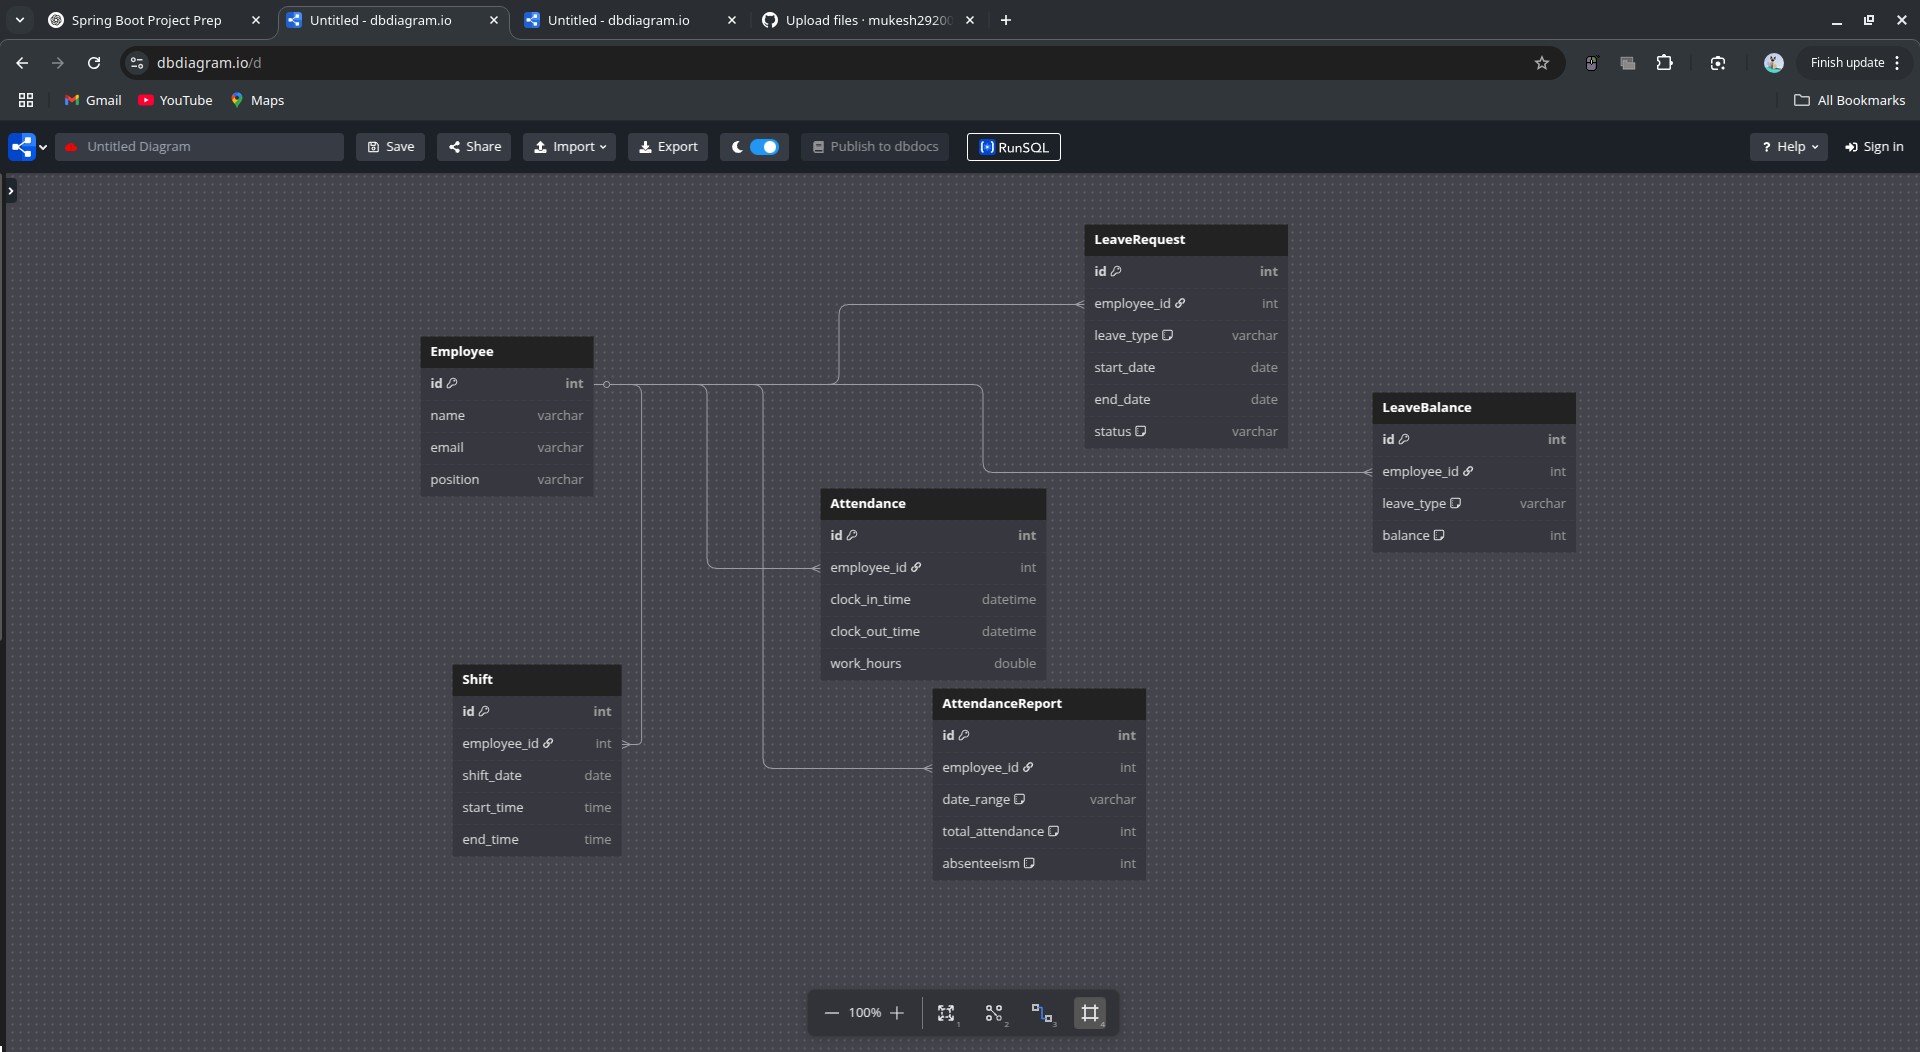 Spring Boot Project Prep
Untitled - dbdiagram.io
Untitled - dbdiagram.io
Upload files · mukesh29200
dbdiagram.io/d
Finish update
Gmail
YouTube
Maps
All Bookmarks
Untitled Diagram
Save
Share
Import
Export
Publish to dbdocs
RunSQL
? Help
Sign in
LeaveRequest
id int
employee_id int
leave_type varchar
start_date date
end_date date
status varchar
Employee
id int
name varchar
email varchar
position varchar
LeaveBalance
id int
employee_id int
leave_type varchar
balance int
Attendance
id int
employee_id int
clock_in_time datetime
clock_out_time datetime
work_hours double
Shift
id int
employee_id int
shift_date date
start_time time
end_time time
AttendanceReport
id int
employee_id int
date_range varchar
total_attendance int
absenteeism int
100%
1
2
3
4